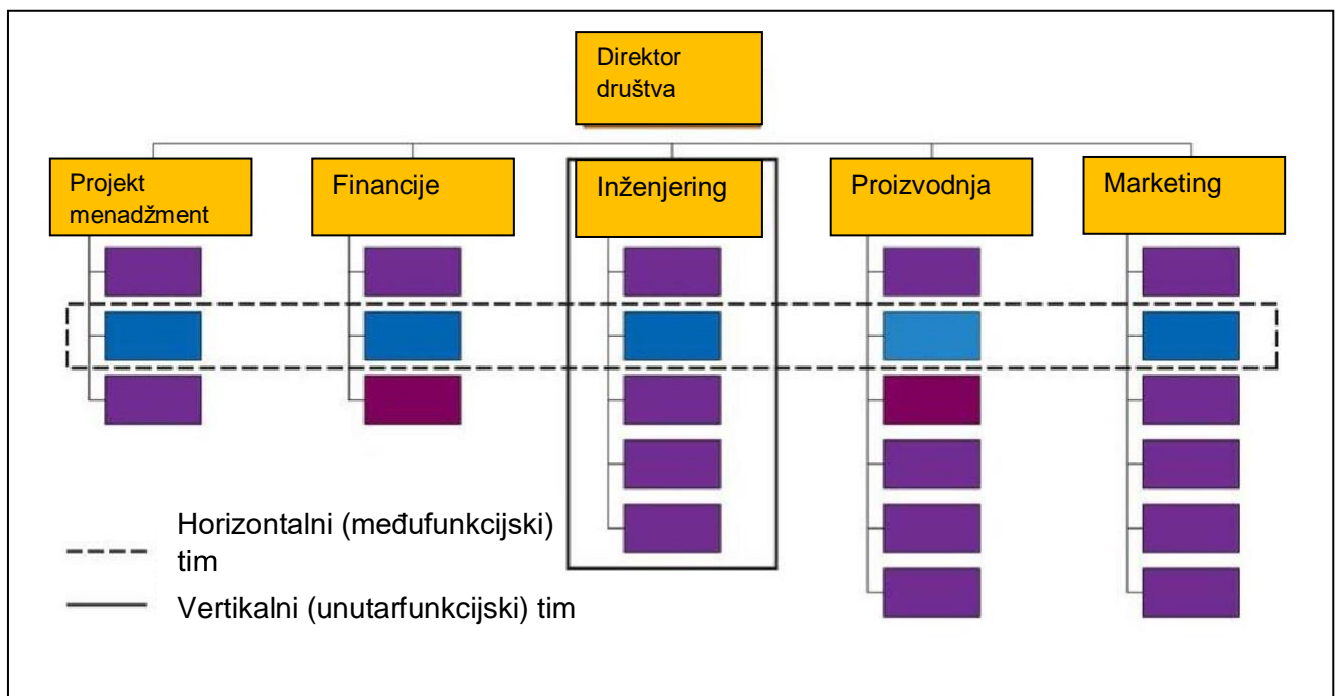 Direktor
društva
Projekt
menadžment
Financije
Inženjering
Proizvodnja
Marketing
Horizontalni (međufunkcijski)
tim
Vertikalni (unutarfunkcijski) tim